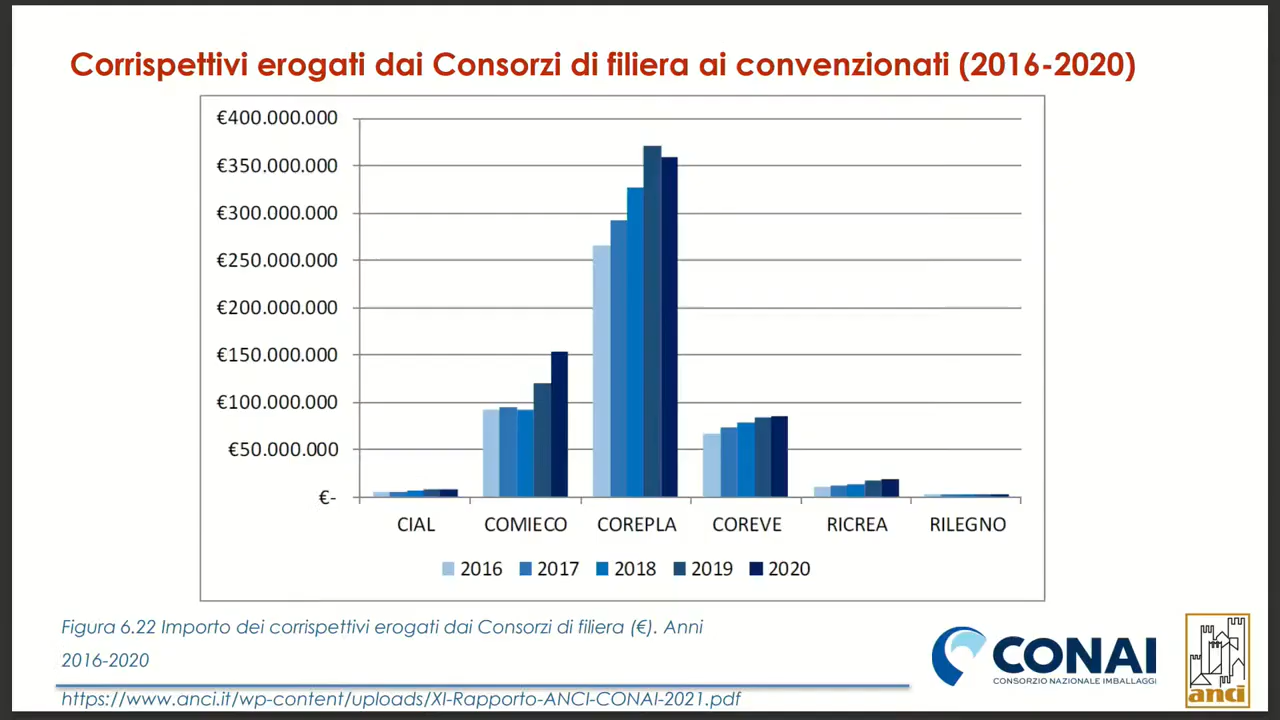 Corrispettivi erogati dai Consorzi di filiera ai convenzionati (2016-2020)
€400.000.000
€350.000.000
€300.000.000
€250.000.000
€200.000.000
€150.000.000
€100.000.000
€50.000.000
€-
CIAL COMIECO COREPLA COREVE RICREA RILEGNO
2016 2017 2018 2019 2020
Figura 6.22 Importo dei corrispettivi erogati dai Consorzi di filiera (€). Anni
2016-2020
https://www.anci.it/wp-content/uploads/XI-Rapporto-ANCI-CONAI-2021.pdf
CONAI
CONSORZIO NAZIONALE IMBALLAGGI
anci